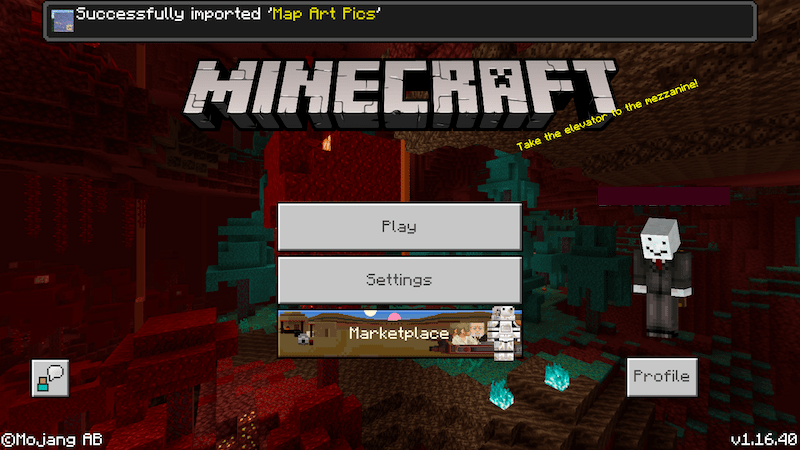 Successfully imported 'Map Art Pics'
MINECRAFT
Take the elevator to the mezzanine!
Play
Settings
Marketplace
Profile
©Mojang AB
v1.16.40